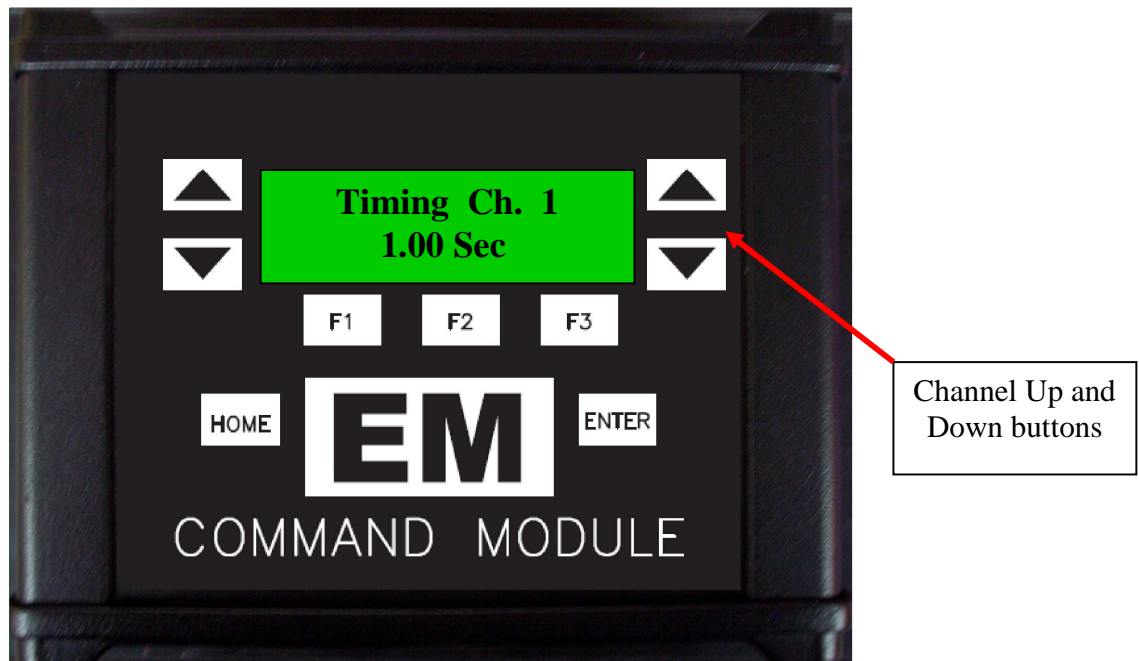 Timing Ch. 1
1.00 Sec
F1 F2 F3
HOME EM ENTER
COMMAND MODULE
Channel Up and
Down buttons